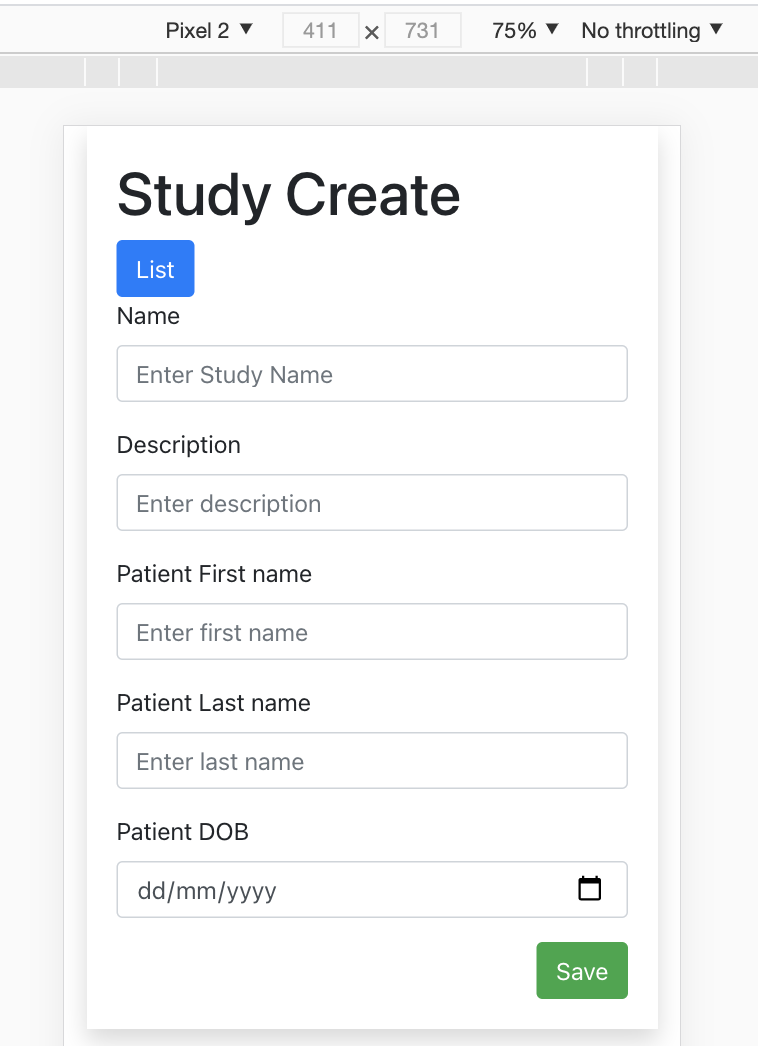 Pixel 2 ▼ 411 × 731 75% ▼ No throttling ▼
Study Create
List
Name
Enter Study Name
Description
Enter description
Patient First name
Enter first name
Patient Last name
Enter last name
Patient DOB
dd/mm/yyyy
Save